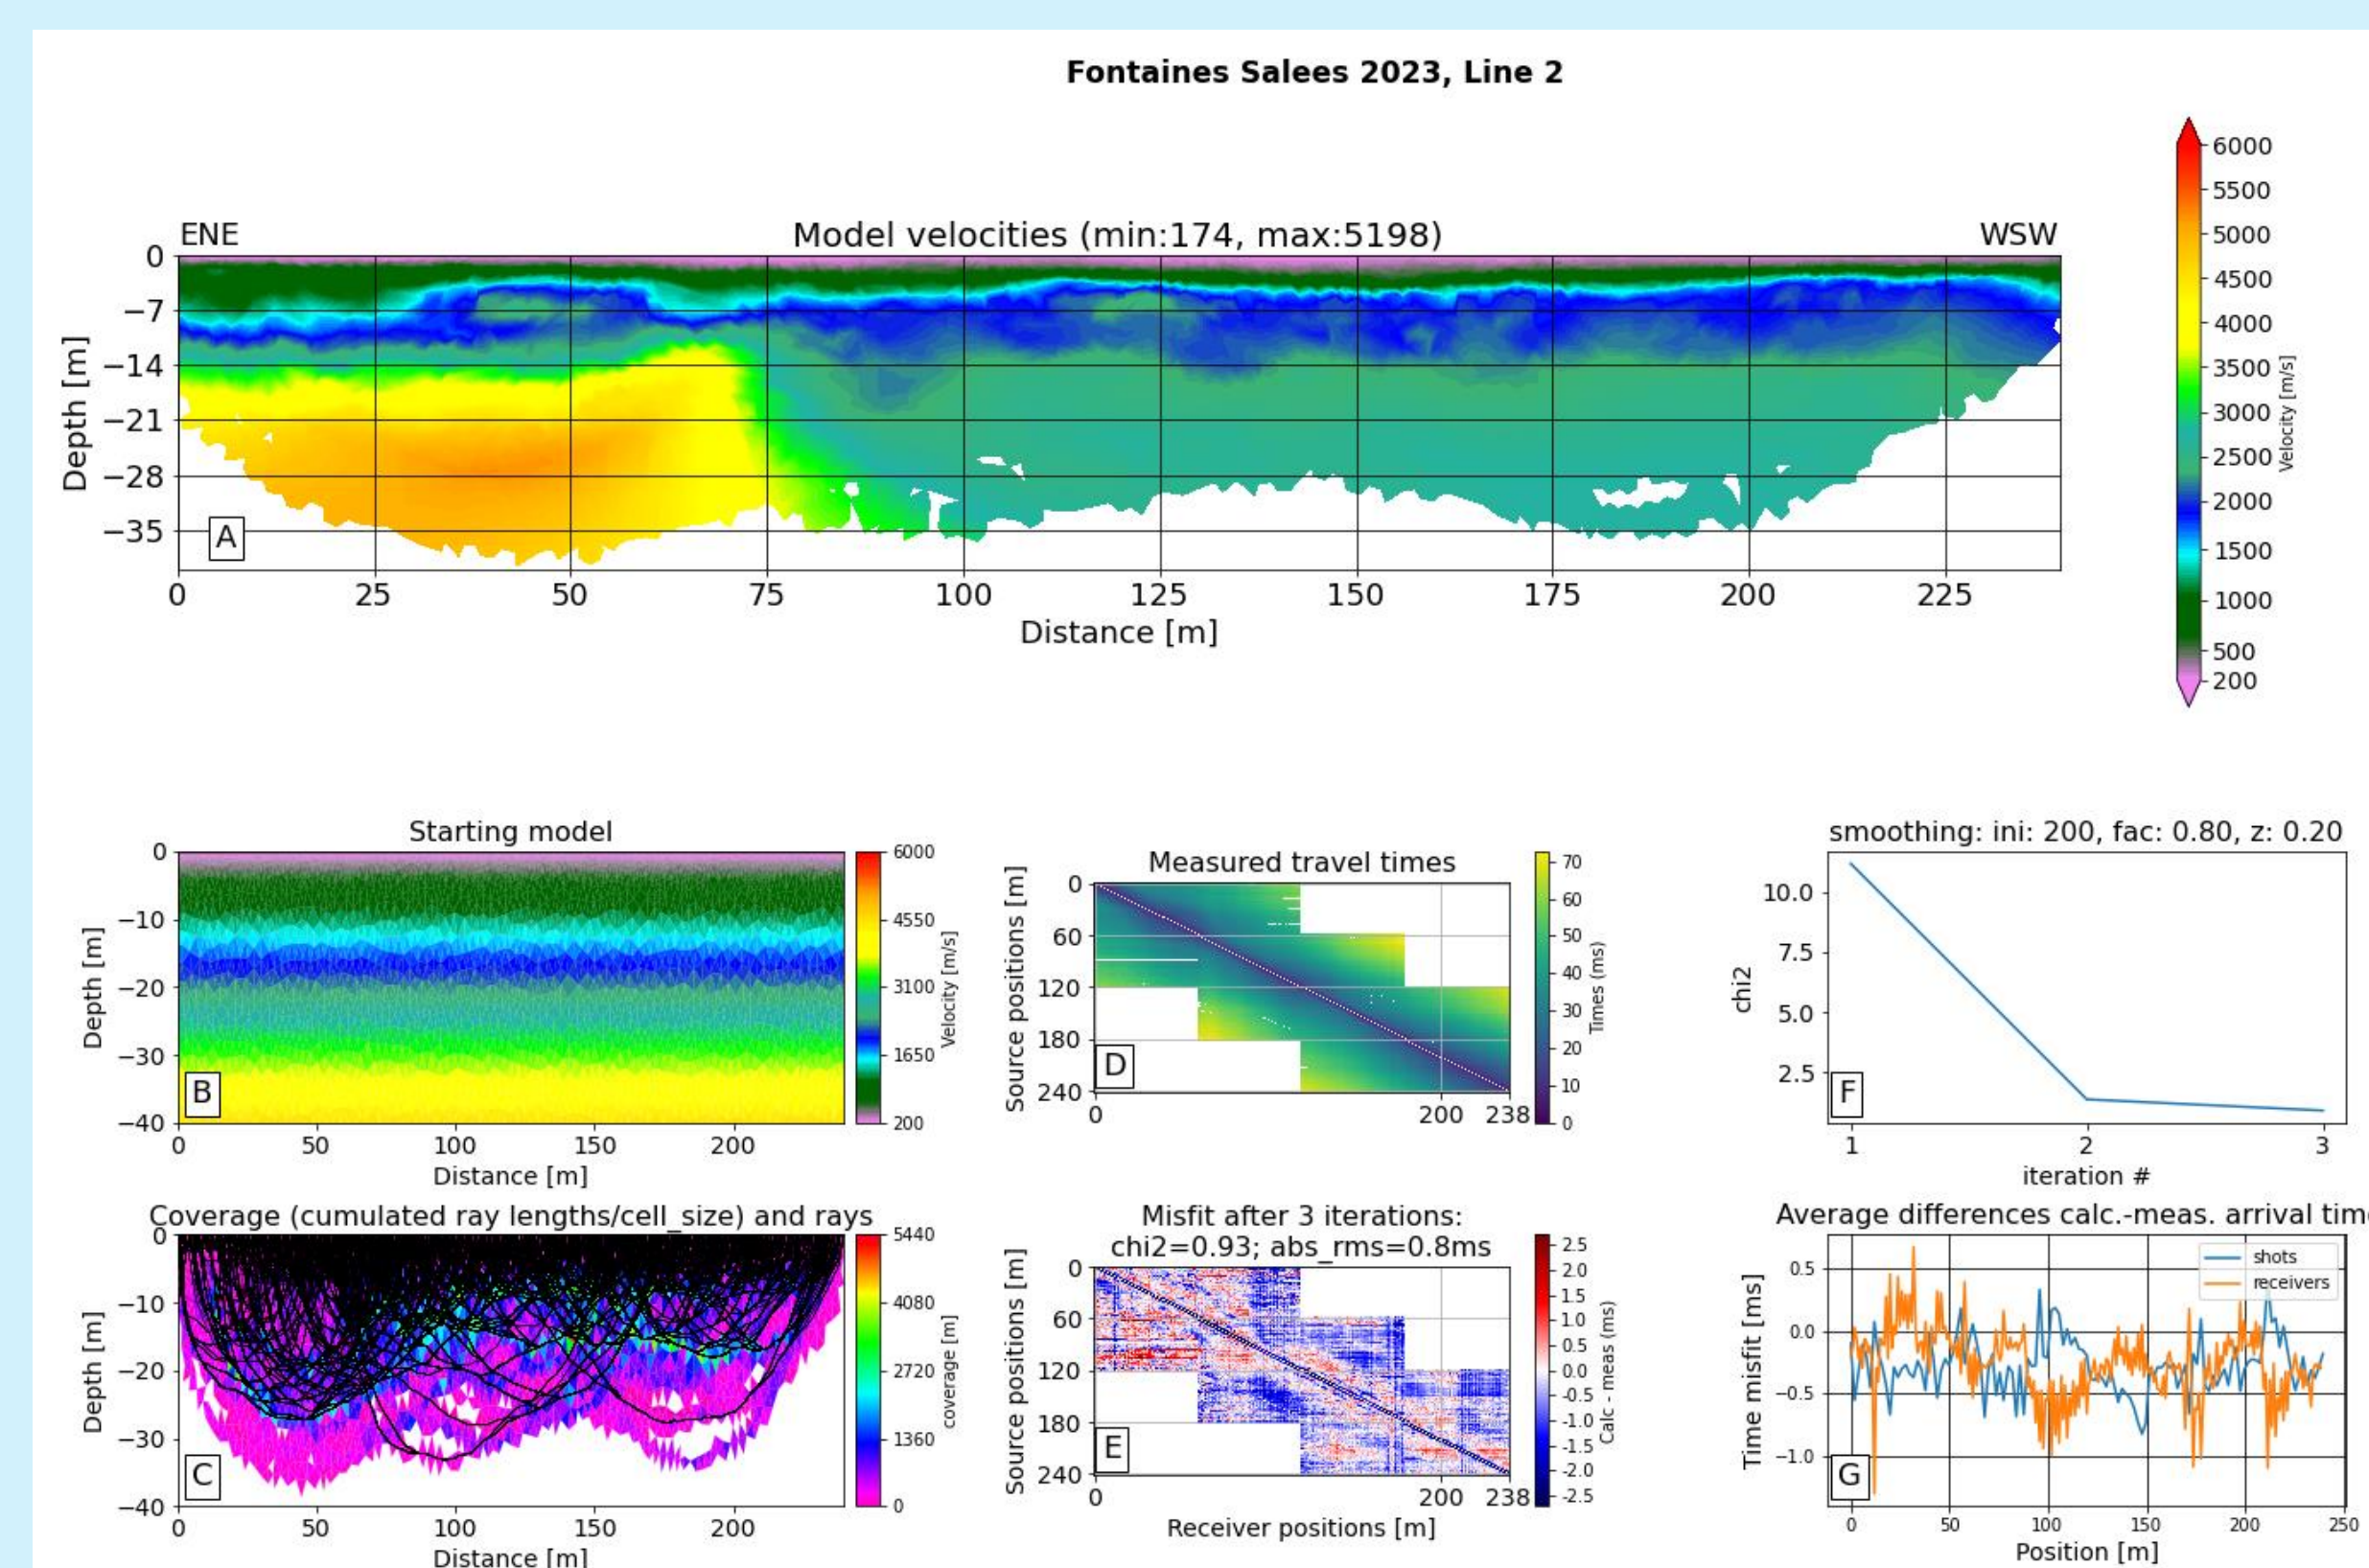 Fontaines Salees 2023, Line 2
ENE
Model velocities (min:174, max:5198)
WSW
0
−7
−14
−21
−28
−35
Depth [m]
A
0 25 50 75 100 125 150 175 200 225
Distance [m]
6000
5500
5000
4500
4000
3500
3000
2500
2000
1500
1000
500
200
Velocity [m/s]
Starting model
0
−10
−20
−30
−40
Depth [m]
B
0 50 100 150 200
Distance [m]
6000
4550
3100
1650
200
Velocity [m/s]
Measured travel times
0
60
120
180
240
Source positions [m]
D
0 200 238
70
60
50
40
30
20
10
0
Times (ms)
smoothing: ini: 200, fac: 0.80, z: 0.20
10.0
7.5
5.0
2.5
chi2
F
1 2 3
iteration #
Coverage (cumulated ray lengths/cell_size) and rays
0
−10
−20
−30
−40
Depth [m]
C
0 50 100 150 200
Distance [m]
5440
4080
2720
1360
0
coverage [m]
Misfit after 3 iterations:
chi2=0.93; abs_rms=0.8ms
0
60
120
180
240
Source positions [m]
E
0 200 238
Receiver positions [m]
2.5
2.0
1.5
1.0
0.5
0.0
-0.5
-1.0
-1.5
-2.0
-2.5
Calc - meas (ms)
Average differences calc.-meas. arrival tim
shots
receivers
0.5
0.0
−0.5
−1.0
Time misfit [ms]
G
0 50 100 150 200 250
Position [m]